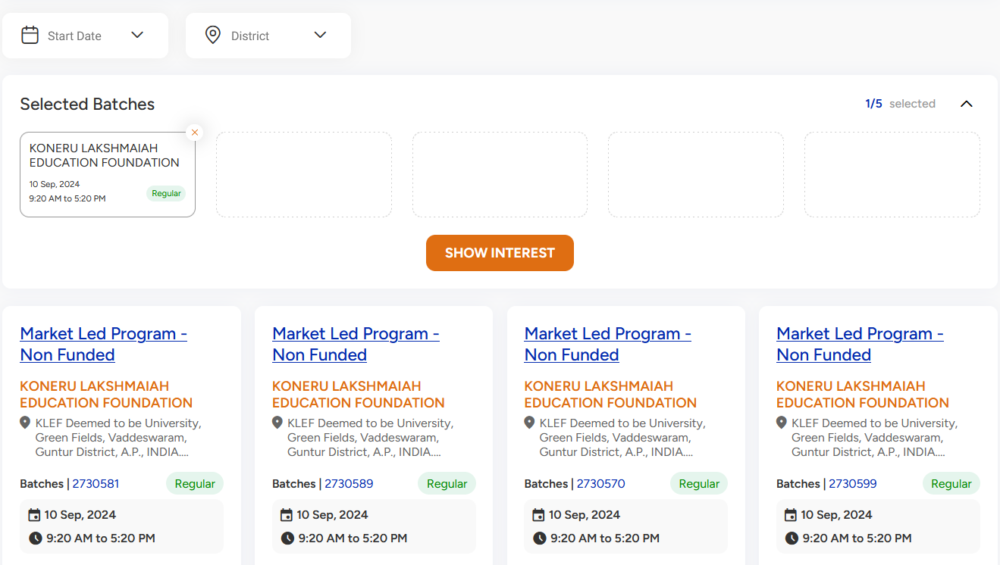 Start Date
District
Selected Batches
1/5 selected
KONERU LAKSHMAIAH
EDUCATION FOUNDATION
10 Sep, 2024
9:20 AM to 5:20 PM
Regular
SHOW INTEREST
Market Led Program -
Non Funded
KONERU LAKSHMAIAH
EDUCATION FOUNDATION
KLEF Deemed to be University,
Green Fields, Vaddeswaram,
Guntur District, A.P., INDIA....
Batches | 2730581
Regular
10 Sep, 2024
9:20 AM to 5:20 PM
Market Led Program -
Non Funded
KONERU LAKSHMAIAH
EDUCATION FOUNDATION
KLEF Deemed to be University,
Green Fields, Vaddeswaram,
Guntur District, A.P., INDIA....
Batches | 2730589
Regular
10 Sep, 2024
9:20 AM to 5:20 PM
Market Led Program -
Non Funded
KONERU LAKSHMAIAH
EDUCATION FOUNDATION
KLEF Deemed to be University,
Green Fields, Vaddeswaram,
Guntur District, A.P., INDIA....
Batches | 2730570
Regular
10 Sep, 2024
9:20 AM to 5:20 PM
Market Led Program -
Non Funded
KONERU LAKSHMAIAH
EDUCATION FOUNDATION
KLEF Deemed to be University,
Green Fields, Vaddeswaram,
Guntur District, A.P., INDIA....
Batches | 2730599
Regular
10 Sep, 2024
9:20 AM to 5:20 PM